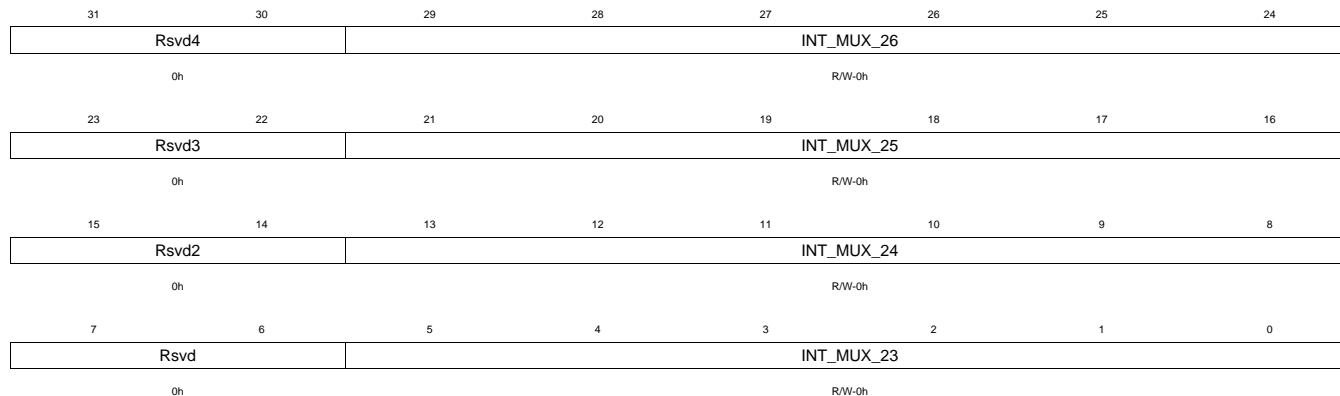 31 30 29 28 27 26 25 24
Rsvd4 INT_MUX_26
0h R/W-0h
23 22 21 20 19 18 17 16
Rsvd3 INT_MUX_25
0h R/W-0h
15 14 13 12 11 10 9 8
Rsvd2 INT_MUX_24
0h R/W-0h
7 6 5 4 3 2 1 0
Rsvd INT_MUX_23
0h R/W-0h